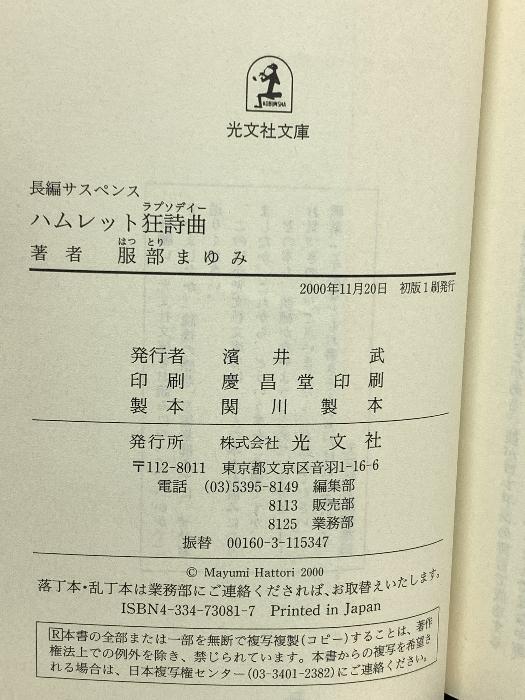 KOBUNSHA
光文社文庫
長編サスペンス
ラプソデイー
ハムレット狂詩曲
はつ とり
著者 服部まゆみ
2000年11月20日 初版1刷発行
発行者 濱井 武
印刷 慶昌堂印刷
製本 関川製本
発行所 株式会社 光文社
〒112-8011 東京都文京区音羽1-16-6
電話 (03)5395-8149 編集部
8113 販売部
8125 業務部
振替 00160-3-115347
© Mayumi Hattori 2000
落丁本・乱丁本は業務部にご連絡くだされば、お取替えいたします。
ISBN4-334-73081-7 Printed in Japan
R本書の全部または一部を無断で複写複製(コピー)することは、著作
権法上での例外を除き、禁じられています。本書からの複写を希望さ
れる場合は、日本複写権センター(03-3401-2382)にご連絡ください。